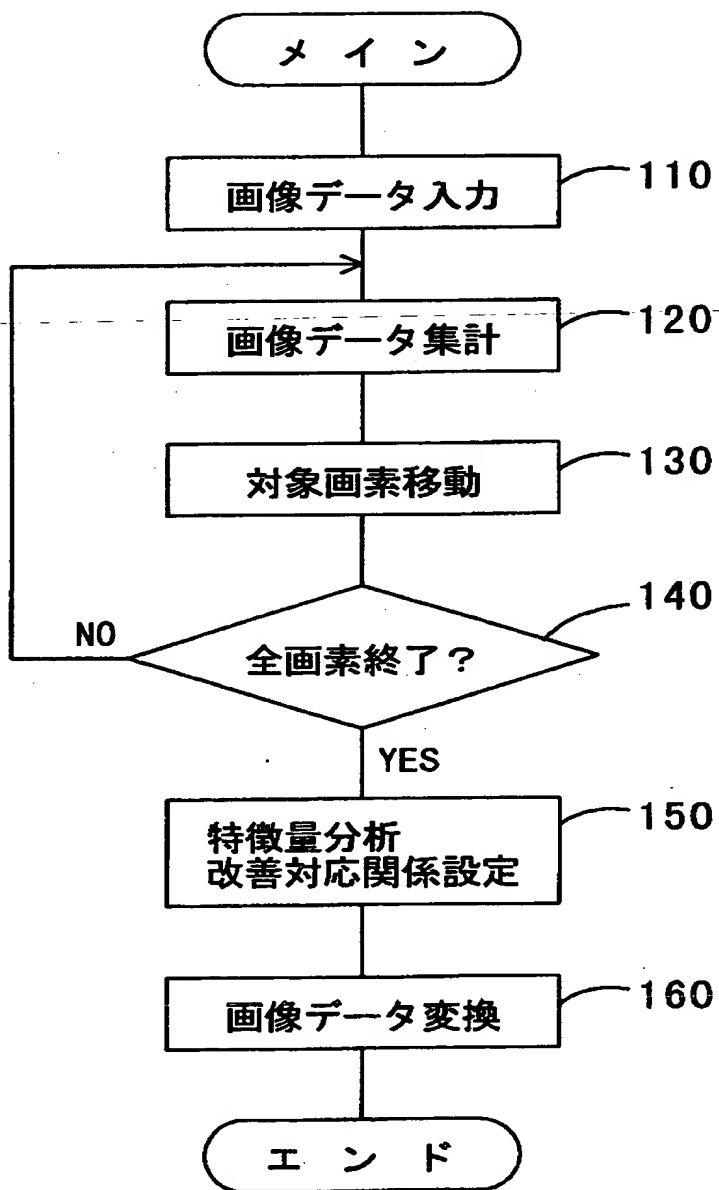 メイン
画像データ入力
110
画像データ集計
120
対象画素移動
130
全画素終了?
140
NO
YES
特徴量分析
改善対応関係設定
150
画像データ変換
160
エンド